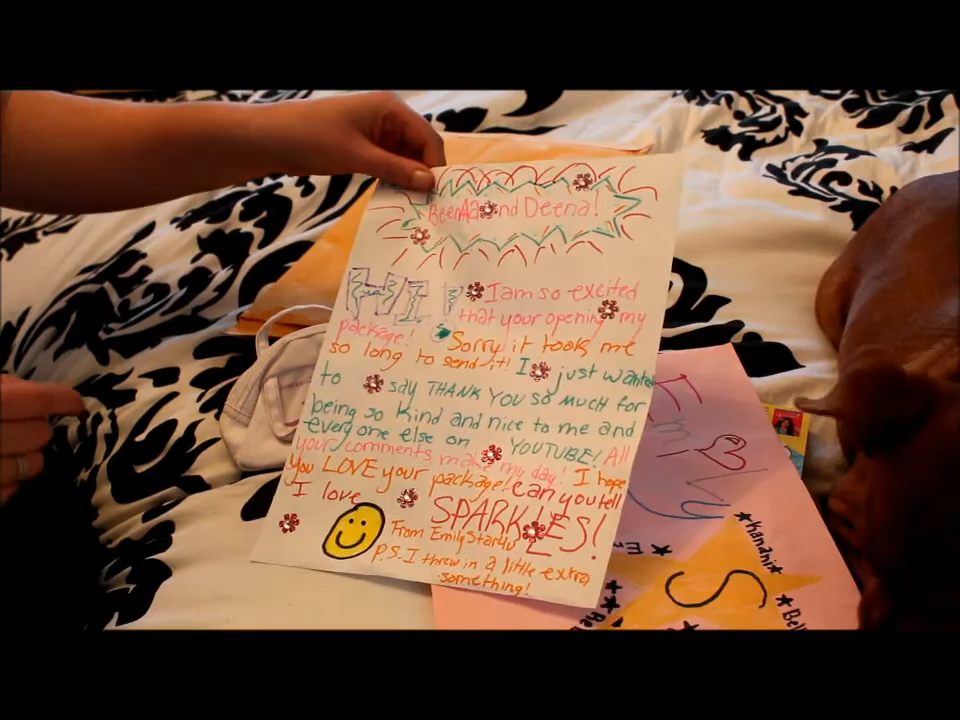 and Deena!
HI! I am so excited
that your opening my
package! Sorry it took me
so long to send it! I just wanted
to say THANK YOU SO MUCH for
being so kind and nice to me and
everyone else on YOUTUBE! All
your comments make my day! I hope
you LOVE your package! Can you tell
I love SPARKLES!
From EmilyStar4u
P.S. I threw in a little extra
something!
S
Kanani